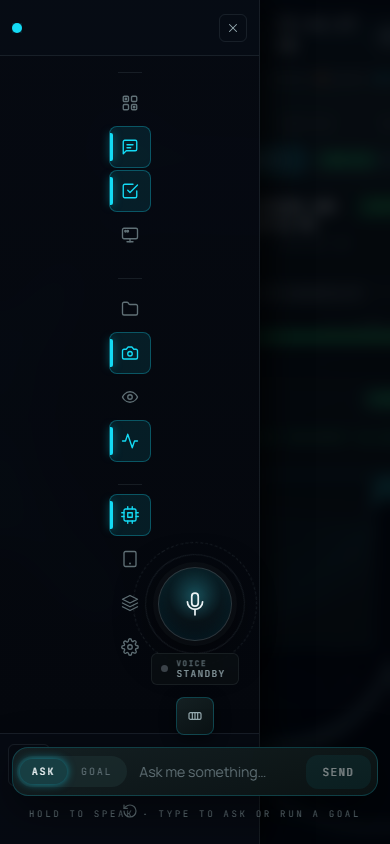 VOICE
STANDBY
ASK GOAL Ask me something... SEND
HOLD TO SPEAK · TYPE TO ASK OR RUN A GOAL